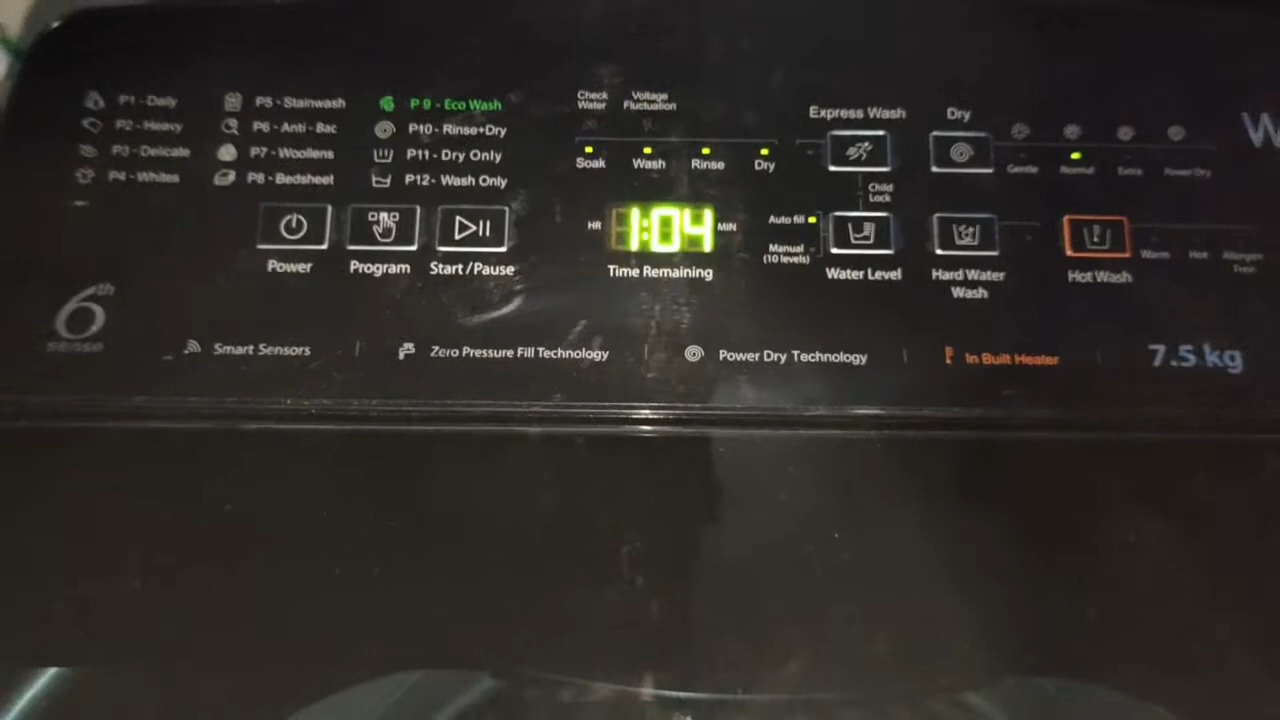 P1 - Daily
P2 - Heavy
P3 - Delicate
P4 - Whites
P5 - Stainwash
P6 - Anti - Bac
P7 - Woollens
P8 - Bedsheet
P 9 - Eco Wash
P10 - Rinse+Dry
P11 - Dry Only
P12- Wash Only
Check
Water
Voltage
Fluctuation
Soak
Wash
Rinse
Dry
Express Wash
Dry
Gentle
Normal
Extra
Power Dry
Child
Lock
HR
1:04
MIN
Time Remaining
Auto fill
Manual
(10 levels)
Water Level
Hard Water
Wash
Hot Wash
Warm
Hot
Allergen
Free
Power
Program
Start/Pause
6th
sense
Smart Sensors
Zero Pressure Fill Technology
Power Dry Technology
In Built Heater
7.5 kg
W